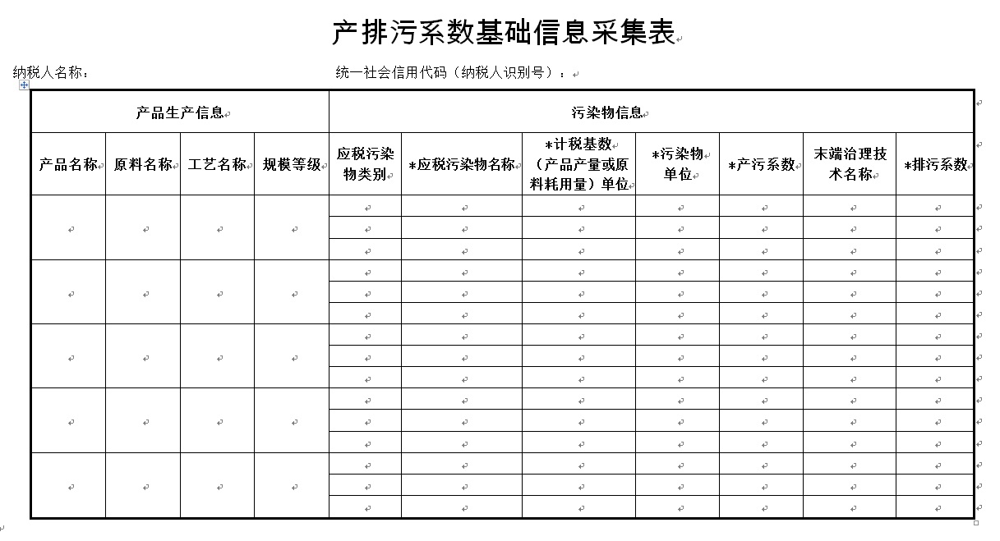 产排污系数基础信息采集表
纳税人名称： 统一社会信用代码（纳税人识别号）：
产品生产信息 污染物信息
产品名称 原料名称 工艺名称 规模等级 应税污染物类别 *应税污染物名称 *计税基数（产品产量或原料耗用量）单位 *污染物单位 *产污系数 末端治理技术名称 *排污系数